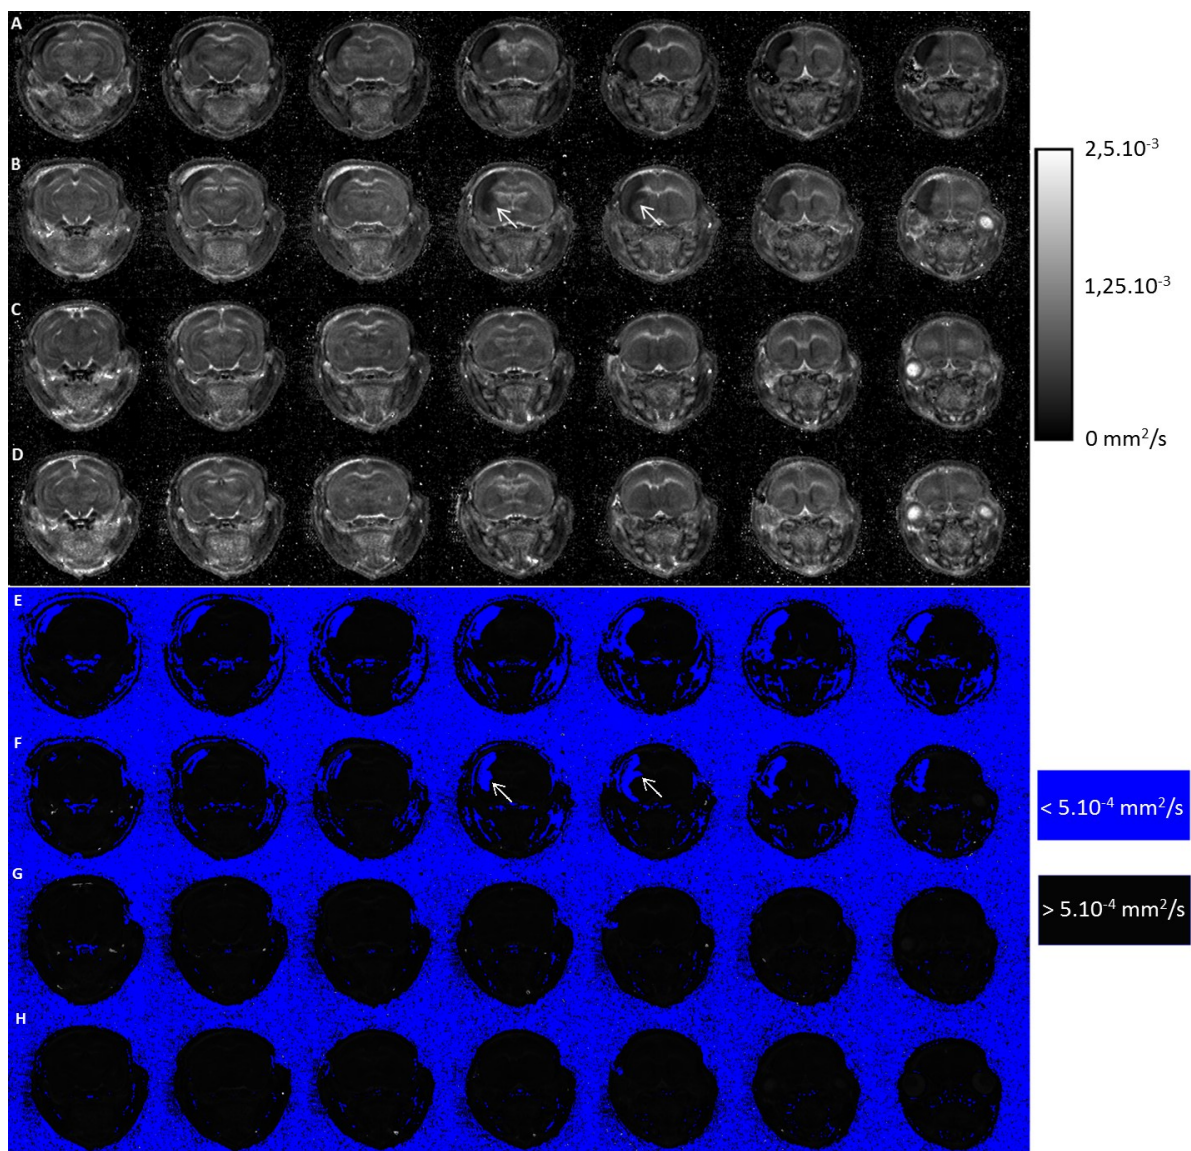 A
B
C
D
2,5.10⁻³
1,25.10⁻³
0 mm²/s
E
F
G
H
< 5.10⁻⁴ mm²/s
> 5.10⁻⁴ mm²/s